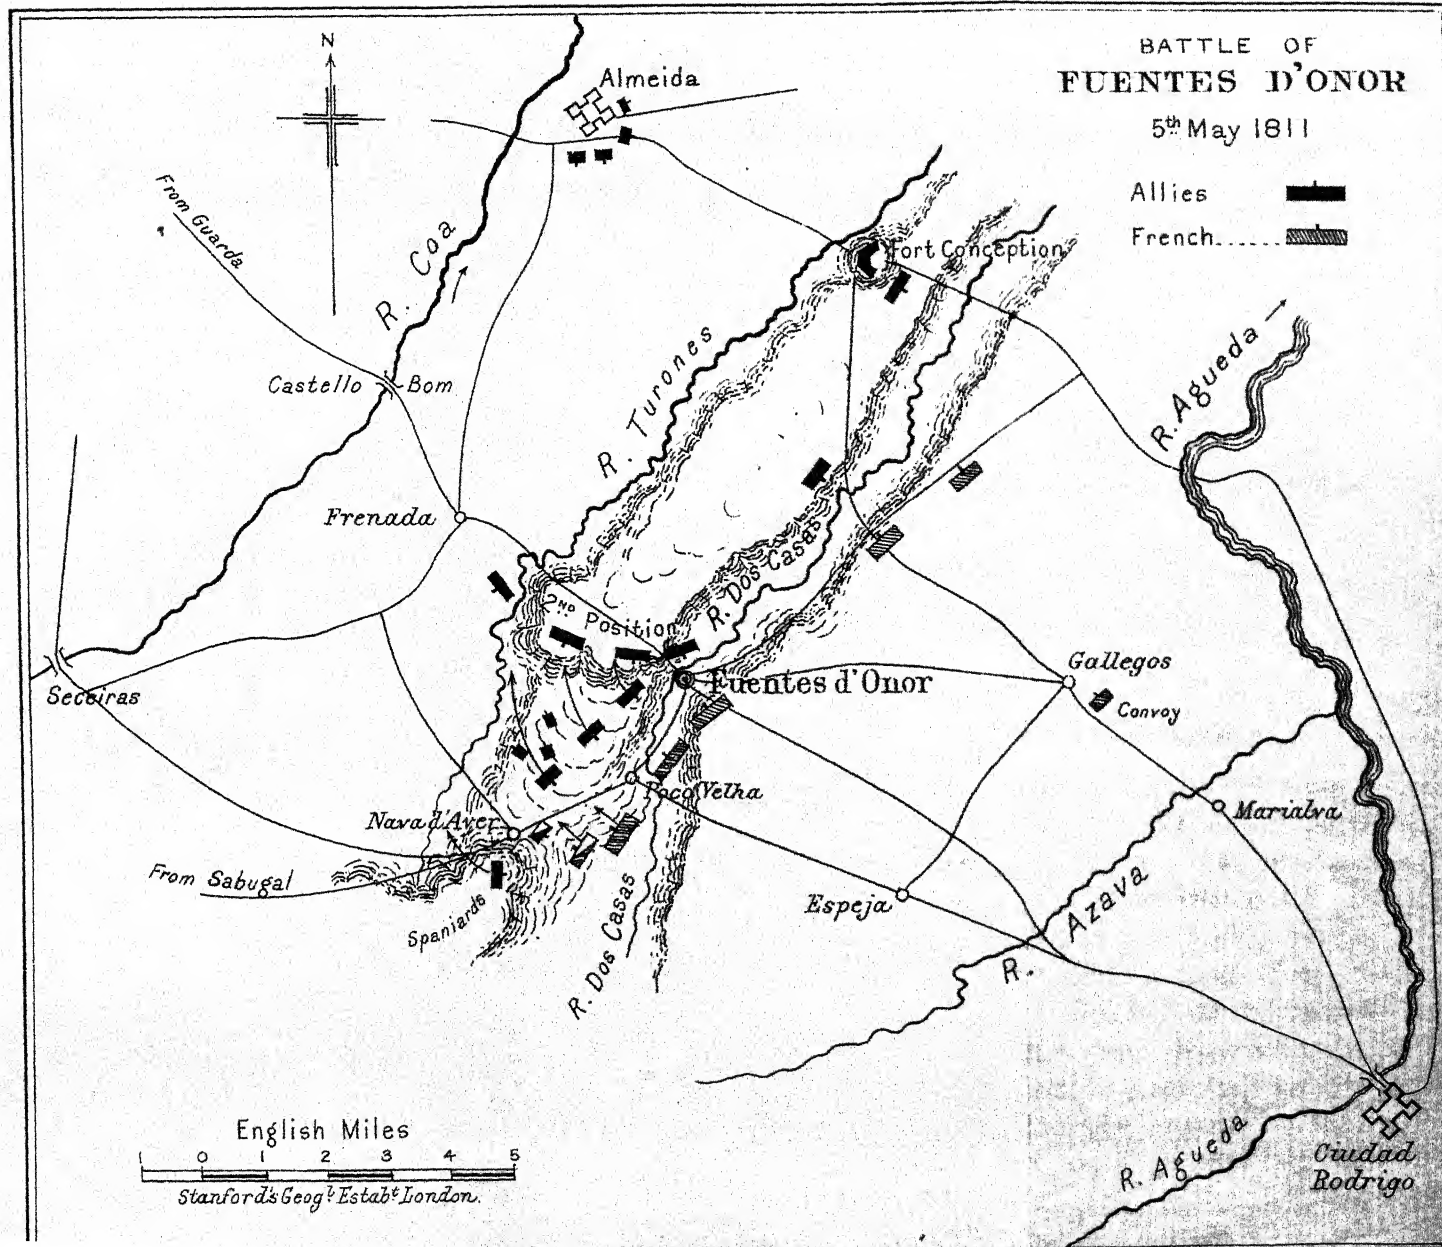 BATTLE OF
FUENTES D'ONOR
5th May 1811
Allies
French......
N
Almeida
From Guarda
R. Coa
Fort Conception
Castello Bom
R. Turones
R. Agueda
Frenada
R. Dos Casas
2ND Position
Seceiras
Fuentes d'Onor
Gallegos
Convoy
Poco Velha
Nava d'Aver
Marialva
From Sabugal
Spaniards
Espeja
R. Azava
R. Dos Casas
English Miles
1 0 1 2 3 4 5
Stanford's Geogl. Estabt. London.
R. Agueda
Ciudad
Rodrigo